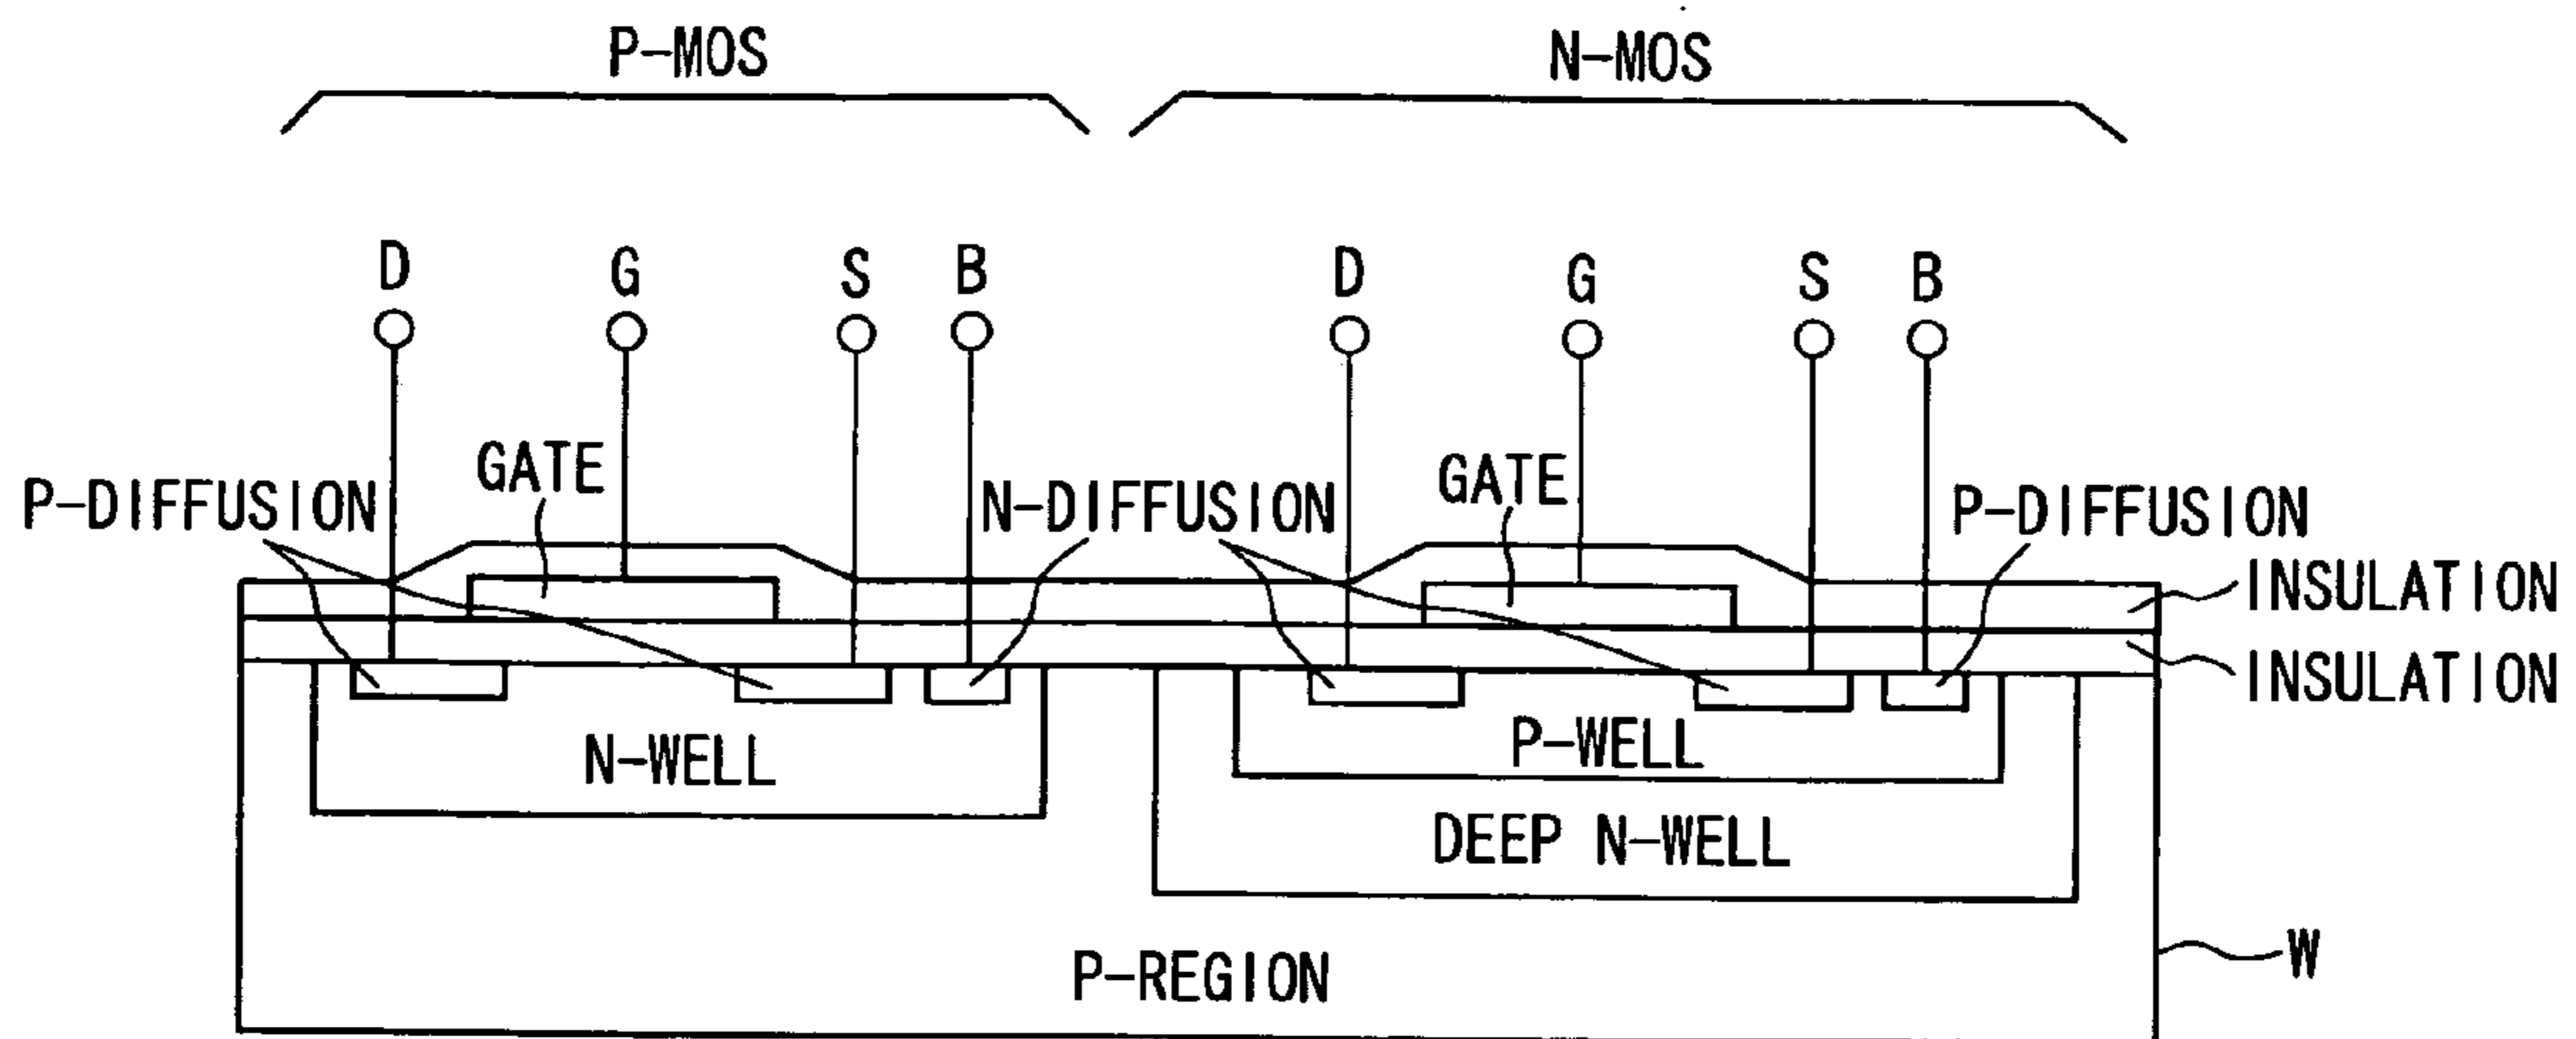 P-MOS
N-MOS
D G S B D G S B
P-DIFFUSION
GATE
N-DIFFUSION
GATE
P-DIFFUSION
INSULATION
INSULATION
N-WELL
P-WELL
DEEP N-WELL
P-REGION
W